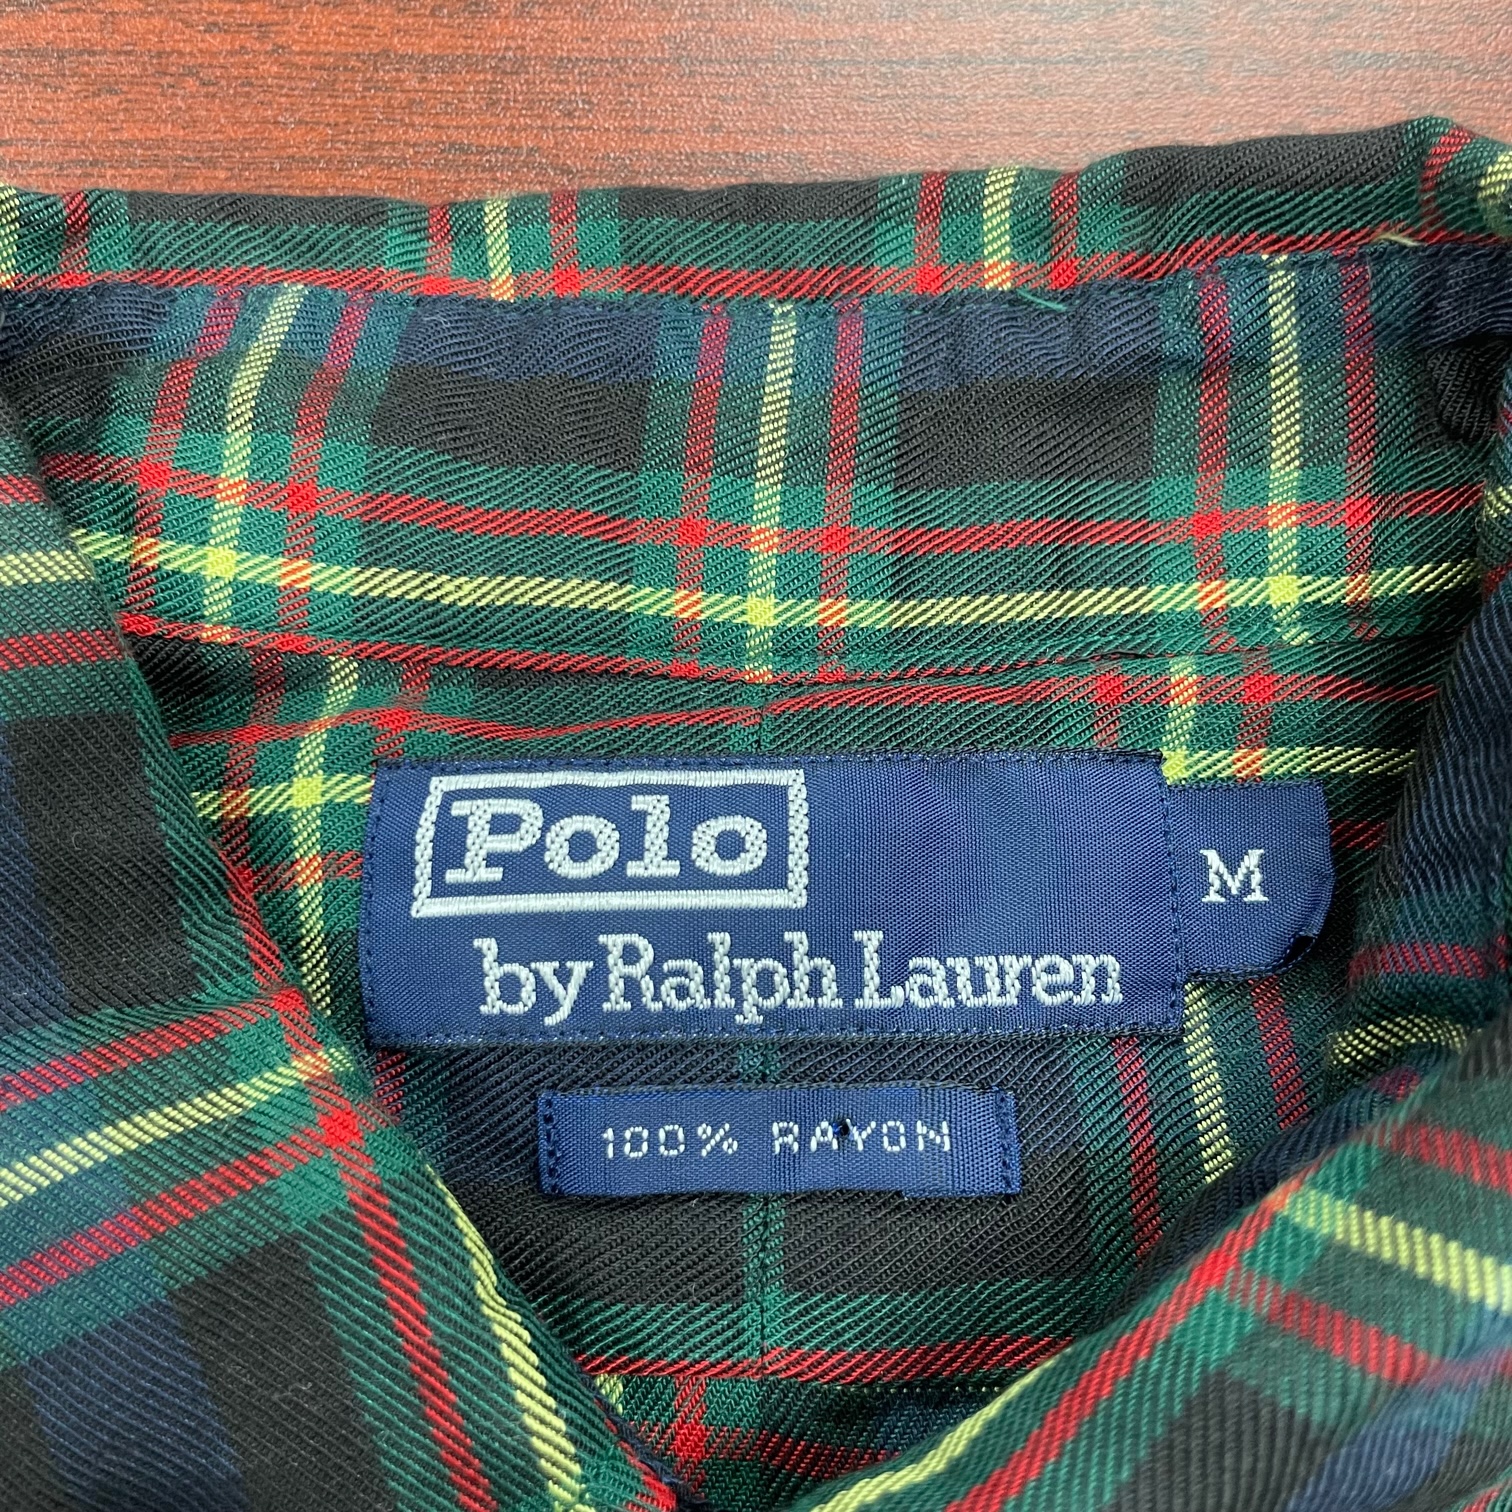 Polo
by Ralph Lauren
M
100% RAYON